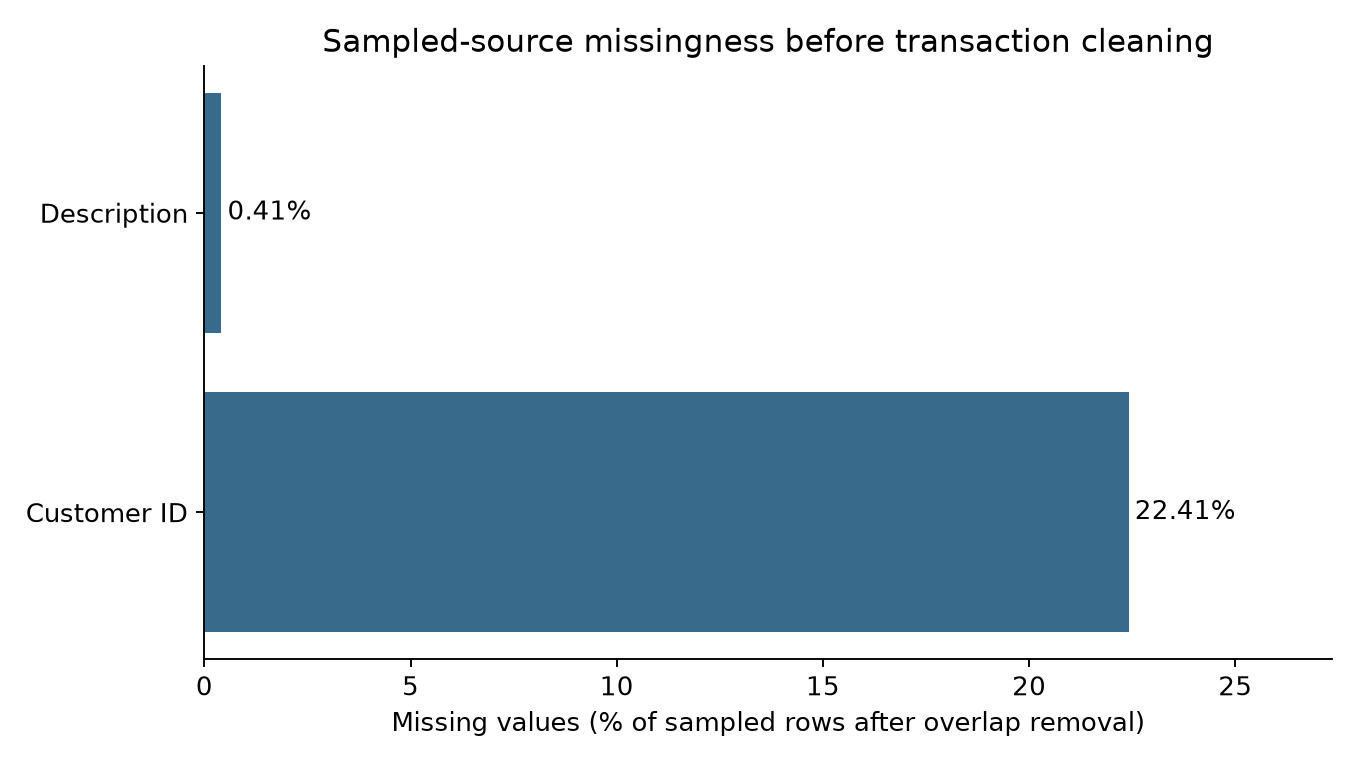 Sampled-source missingness before transaction cleaning
Description
0.41%
Customer ID
22.41%
0 5 10 15 20 25
Missing values (% of sampled rows after overlap removal)